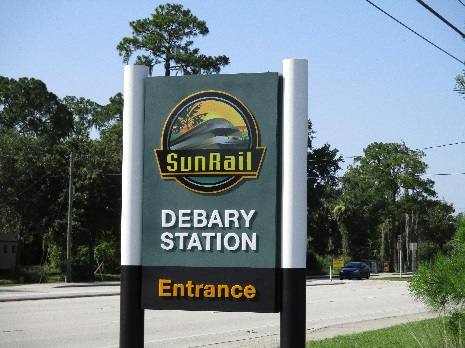 SunRail
DEBARY
STATION
Entrance